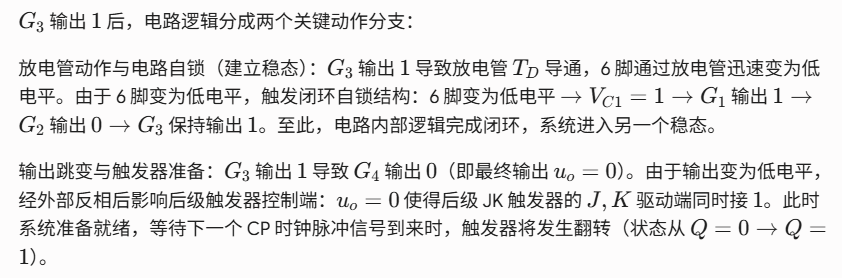 G₃ 输出 1 后，电路逻辑分成两个关键动作分支：
放电管动作与电路自锁（建立稳态）：G₃ 输出 1 导致放电管 T_D 导通，6 脚通过放电管迅速变为低
电平。由于 6 脚变为低电平，触发闭环自锁结构：6 脚变为低电平 → V_{C1} = 1 → G₁ 输出 1 →
G₂ 输出 0 → G₃ 保持输出 1。至此，电路内部逻辑完成闭环，系统进入另一个稳态。
输出跳变与触发器准备：G₃ 输出 1 导致 G₄ 输出 0（即最终输出 u_o = 0）。由于输出变为低电平，
经外部反相后影响后级触发器控制端：u_o = 0 使得后级 JK 触发器的 J, K 驱动端同时接 1。此时
系统准备就绪，等待下一个 CP 时钟脉冲信号到来时，触发器将发生翻转（状态从 Q = 0 → Q =
1）。